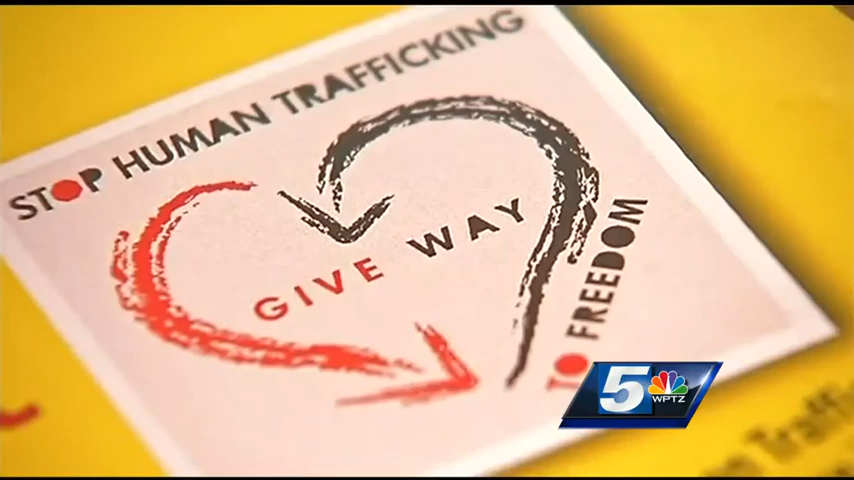 STOP HUMAN TRAFFICKING
GIVE WAY
TO FREEDOM
5 WPTZ